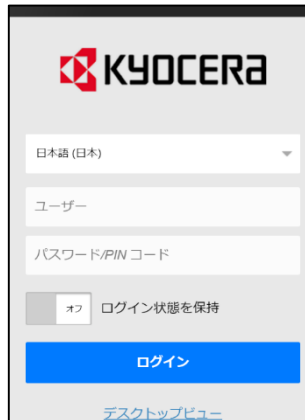 KYOCERA
日本語 (日本)
ユーザー
パスワード/PIN コード
オフ ログイン状態を保持
ログイン
デスクトップビュー